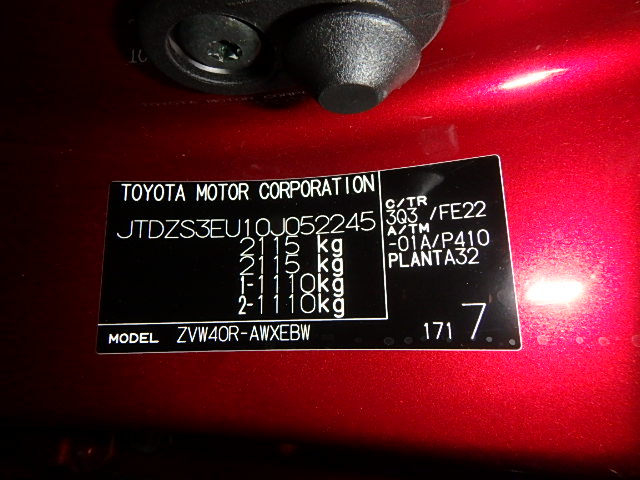 TOYOTA MOTOR CORPORATION
JTDZS3EU10J052245
2115 kg
2115 kg
1-1110kg
2-1110kg
C/TR
3Q3 /FE22
A/TM
-01A/P410
PLANTA32
MODEL ZVW40R-AWXEBW
171 7